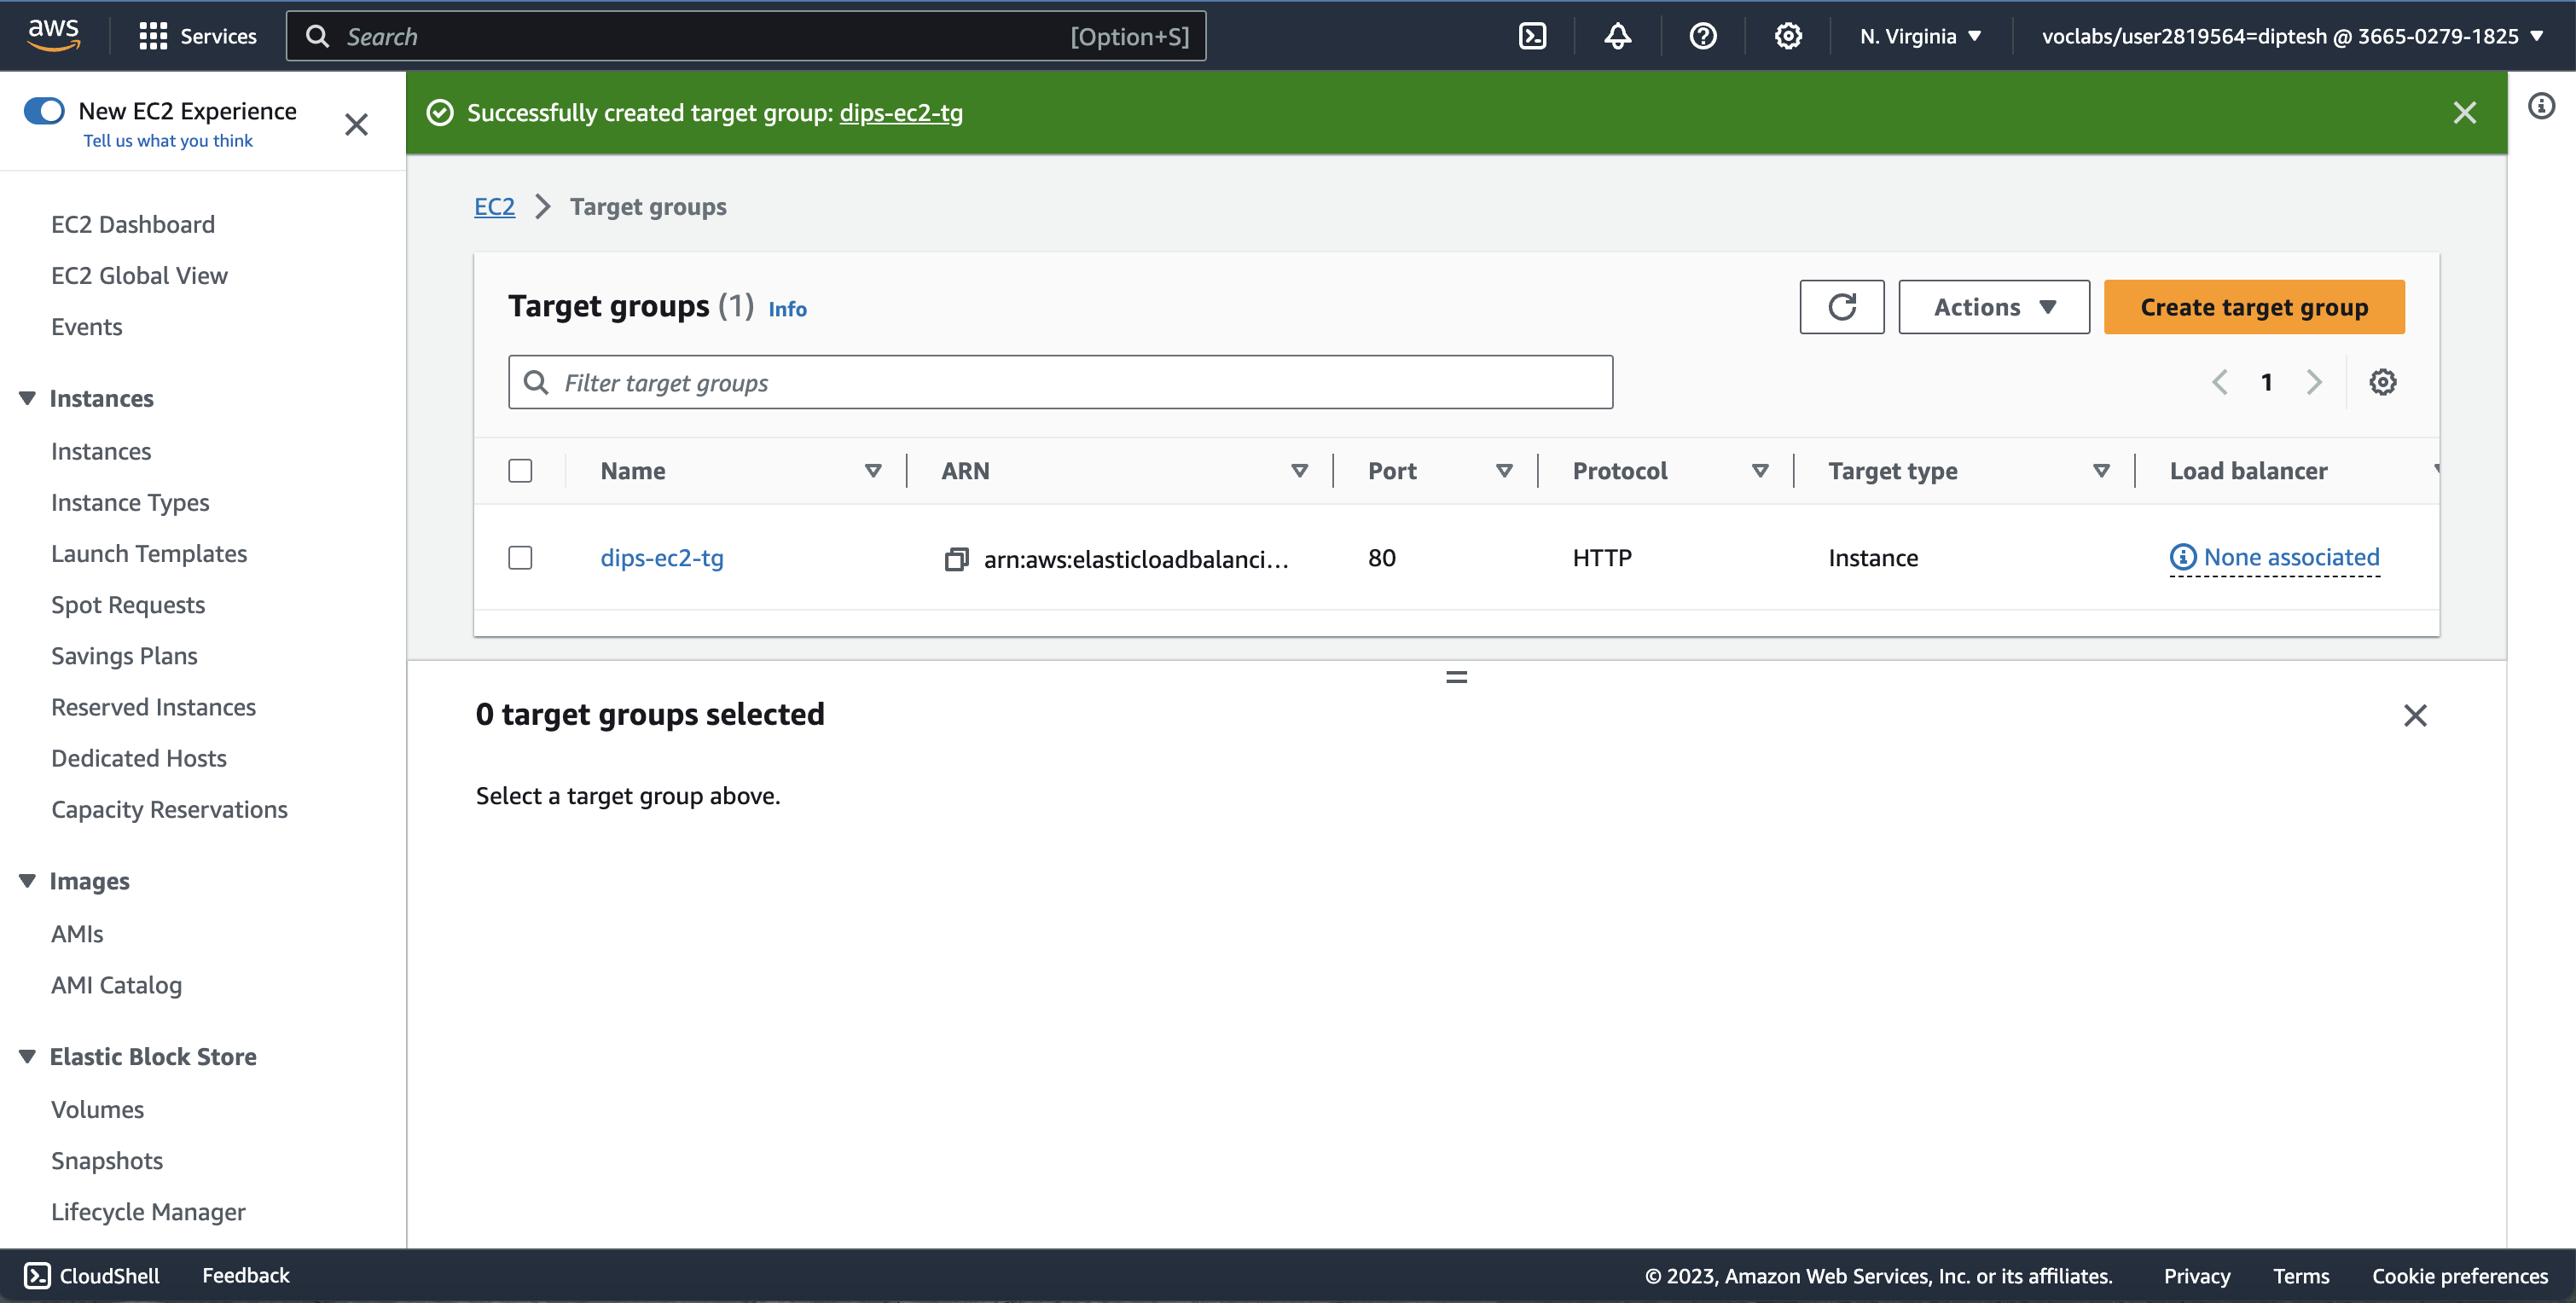 aws
Services
Search
[Option+S]
N. Virginia
voclabs/user2819564=diptesh @ 3665-0279-1825
New EC2 Experience
Tell us what you think
EC2 Dashboard
EC2 Global View
Events
Instances
Instances
Instance Types
Launch Templates
Spot Requests
Savings Plans
Reserved Instances
Dedicated Hosts
Capacity Reservations
Images
AMIs
AMI Catalog
Elastic Block Store
Volumes
Snapshots
Lifecycle Manager
Successfully created target group: dips-ec2-tg
EC2 Target groups
Target groups (1) Info
Actions
Create target group
Filter target groups
1
Name ARN Port Protocol Target type Load balancer
dips-ec2-tg arn:aws:elasticloadbalanci... 80 HTTP Instance None associated
0 target groups selected
Select a target group above.
CloudShell Feedback © 2023, Amazon Web Services, Inc. or its affiliates. Privacy Terms Cookie preferences